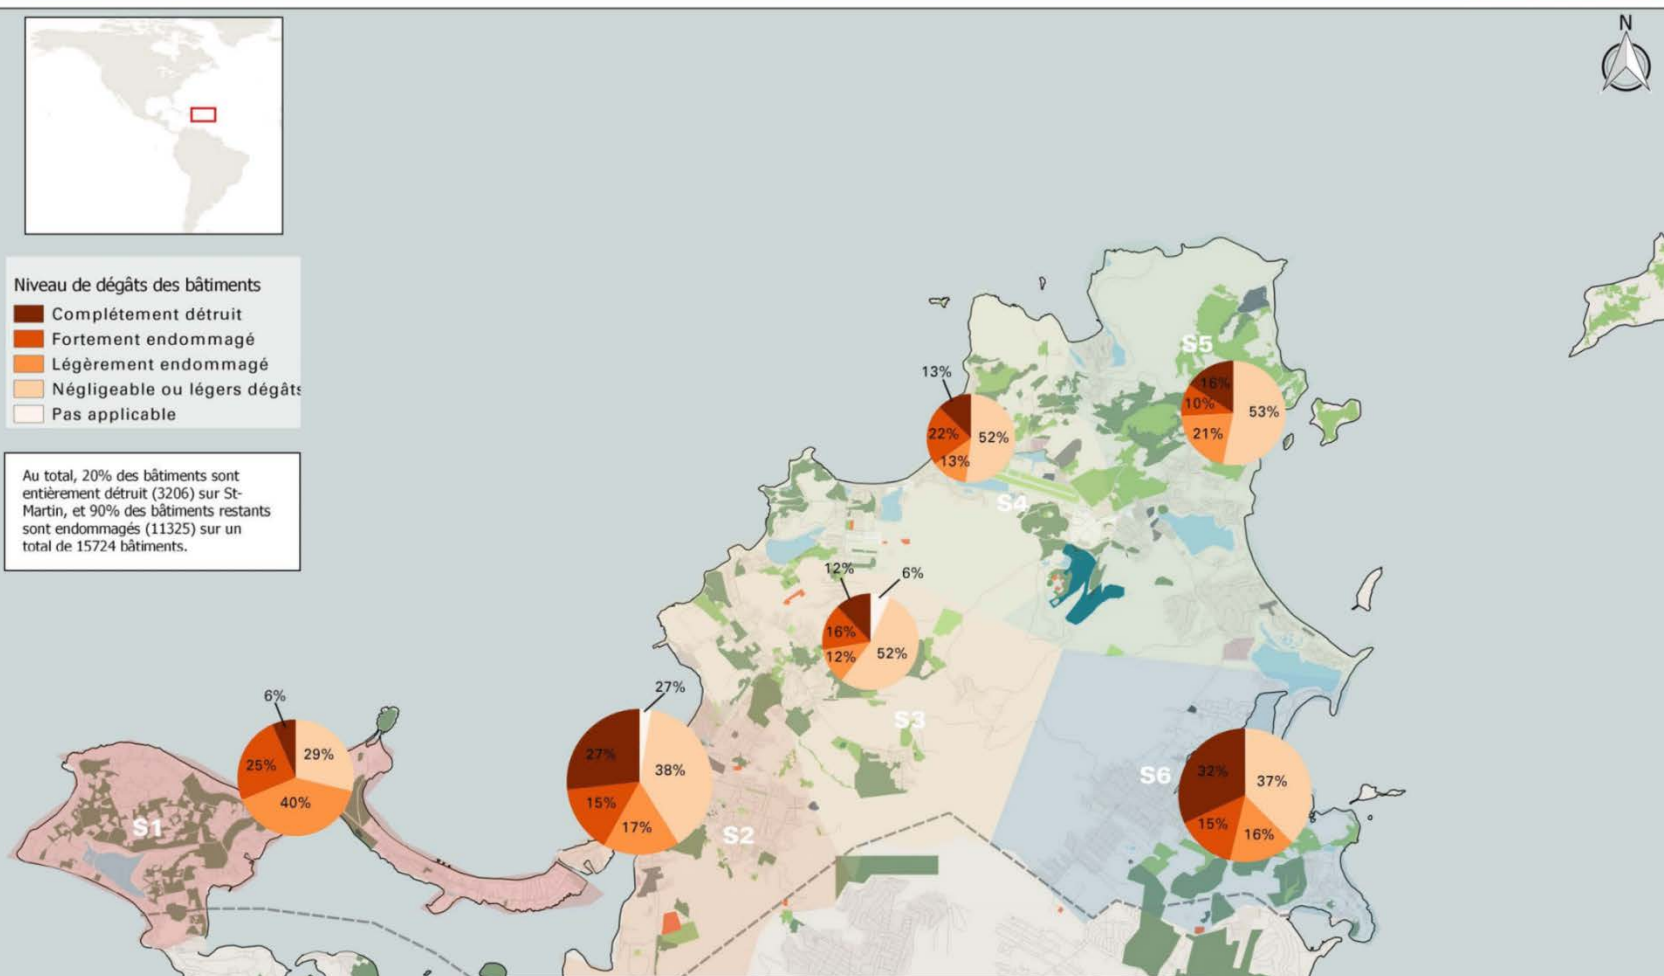 N
Niveau de dégâts des bâtiments
Complétement détruit
Fortement endommagé
Légèrement endommagé
Négligeable ou légers dégâts
Pas applicable
Au total, 20% des bâtiments sont
entièrement détruit (3206) sur St-
Martin, et 90% des bâtiments restants
sont endommagés (11325) sur un
total de 15724 bâtiments.
S5
16%
10%
53%
21%
13%
22%
52%
13%
S4
12%
6%
16%
12%
52%
S3
27%
27%
38%
15%
17%
S2
6%
29%
25%
40%
S1
S6
32%
37%
15%
16%